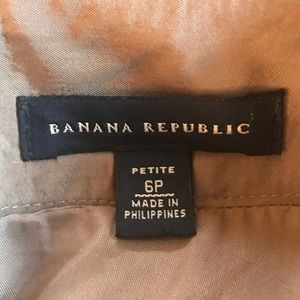 BANANA REPUBLIC
PETITE
6P
MADE IN
PHILIPPINES